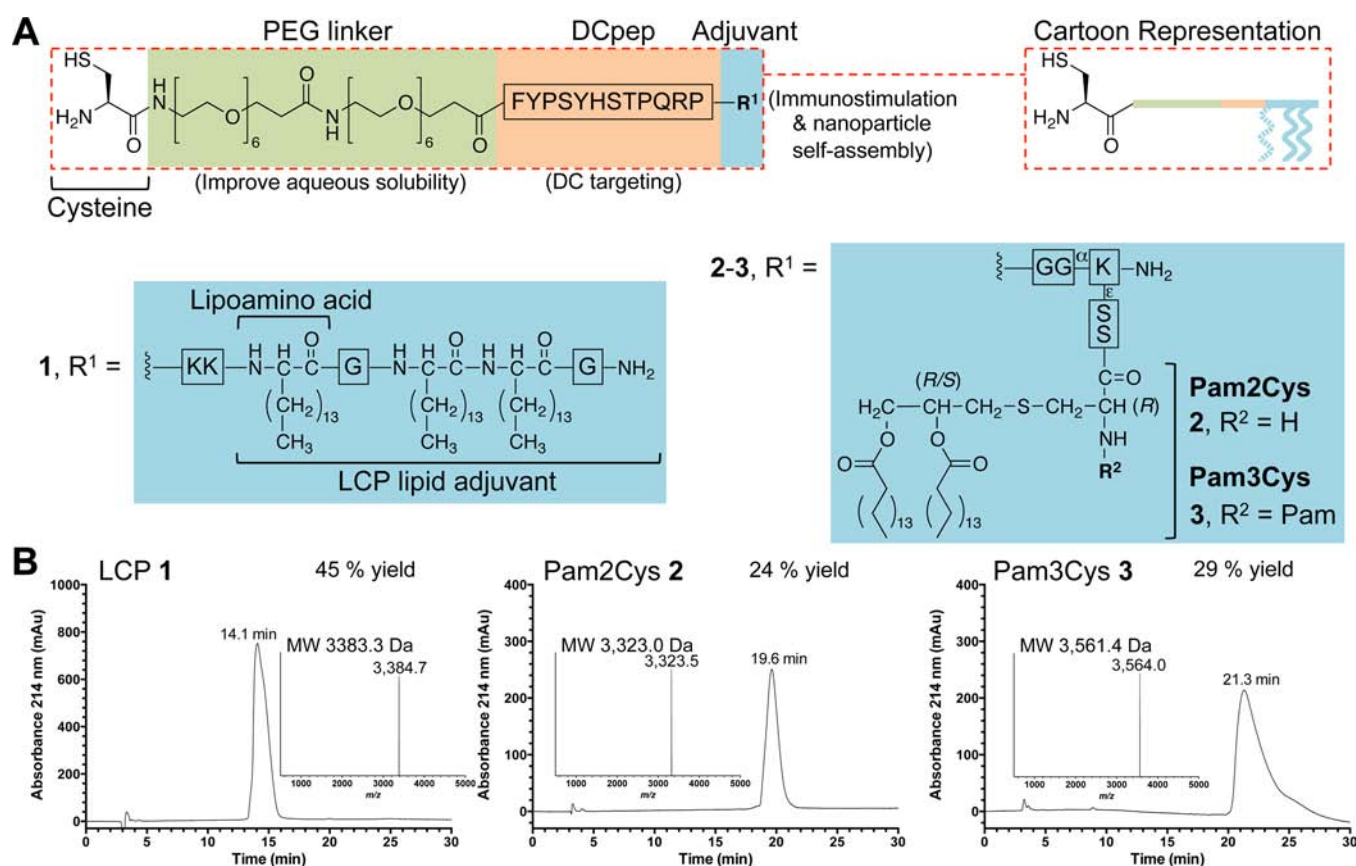 A
PEG linker
DCpep
Adjuvant
Cartoon Representation
HS
H2N
O
H
N
O
6
O
N
H
O
6
O
FYPSYHSTPQRP
R1
(Immunostimulation
& nanoparticle
self-assembly)
HS
H2N
O
(Improve aqueous solubility)
(DC targeting)
Cysteine
1, R1 =
Lipoamino acid
KK
H H O
N C C
G
H H O H H O
N C C N C C
G
NH2
(CH2)13
(CH2)13
(CH2)13
CH3
CH3
CH3
LCP lipid adjuvant
2-3, R1 =
GG
α
K
NH2
ε
S
S
C=O
(R/S)
H2C-CH-CH2-S-CH2-CH (R)
O
O
NH
O
O
R2
( )13
( )13
Pam2Cys
2, R2 = H
Pam3Cys
3, R2 = Pam
B
LCP 1
45 % yield
14.1 min
MW 3383.3 Da
3,384.7
1000 2000 3000 4000 5000
m/z
Absorbance 214 nm (mAu)
1000
800
600
400
200
0
0 5 10 15 20 25 30
Time (min)
Pam2Cys 2
24 % yield
MW 3,323.0 Da
3,323.5
19.6 min
1000 2000 3000 4000 5000
m/z
Absorbance 214 nm (mAu)
400
300
200
100
0
0 5 10 15 20 25 30
Time (min)
Pam3Cys 3
29 % yield
MW 3,561.4 Da
3,564.0
21.3 min
1000 2000 3000 4000 5000
m/z
Absorbance 214 nm (mAu)
400
300
200
100
0
0 5 10 15 20 25 30
Time (min)